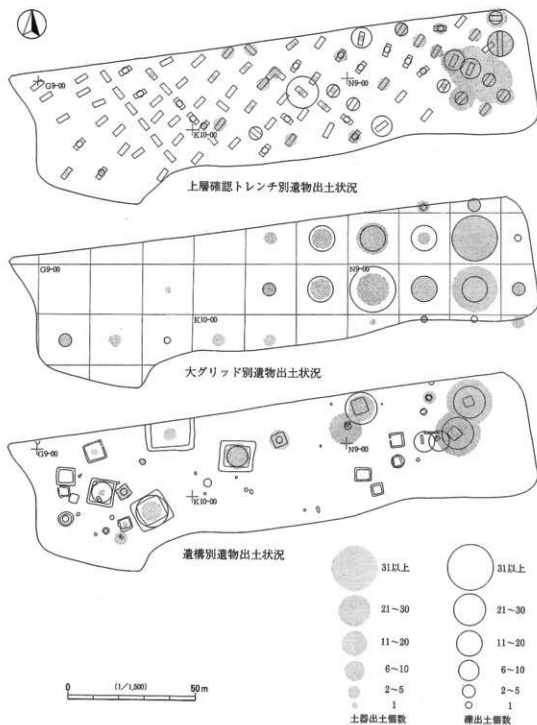 G9-00
N9-00
K10-00
上層確認トレンチ別遺物出土状況
G9-00
N9-00
K10-00
大グリッド別遺物出土状況
G9-00
N9-00
K10-00
遺構別遺物出土状況
31以上 31以上
21～30 21～30
11～20 11～20
6～10 6～10
2～5 2～5
1 1
土器出土個数 礫出土個数
0 (1/1,500) 50m